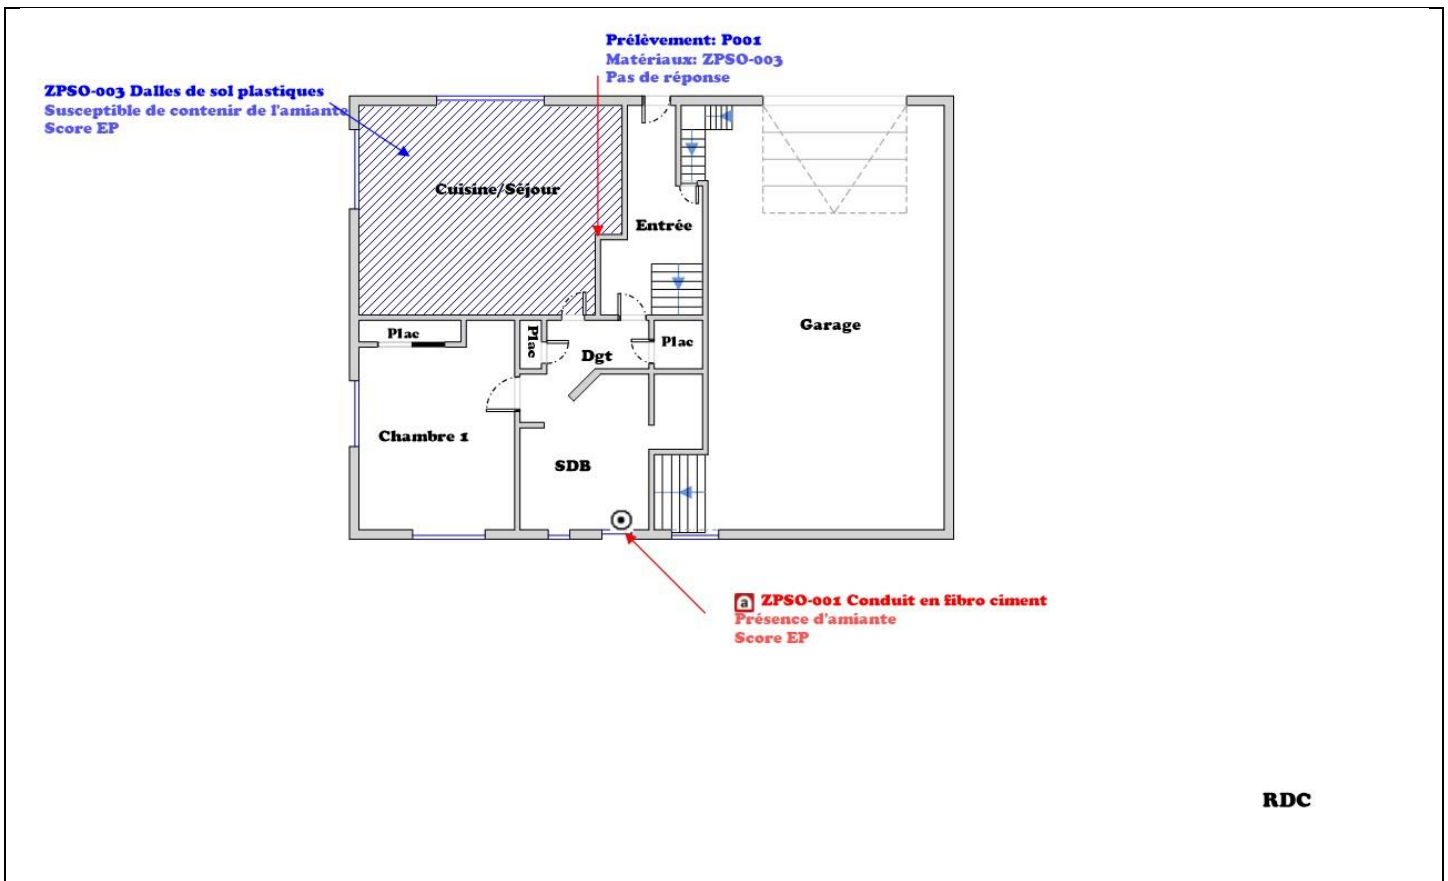 Prélèvement: P001
Matériaux: ZPSO-003
Pas de réponse
ZPSO-003 Dalles de sol plastiques
Susceptible de contenir de l'amiante
Score EP
Cuisine/Séjour
Entrée
Garage
Plac
Plac
Dgt
Plac
Chambre 1
SDB
a ZPSO-001 Conduit en fibro ciment
Présence d'amiante
Score EP
RDC